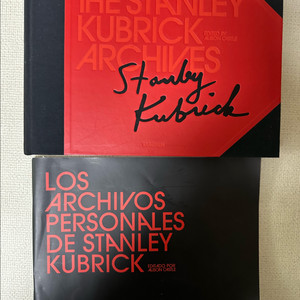 THE STANLEY
KUBRICK
ARCHIVES
Stanley
Kubrick
LOS
ARCHIVOS
PERSONALES
DE STANLEY
KUBRICK